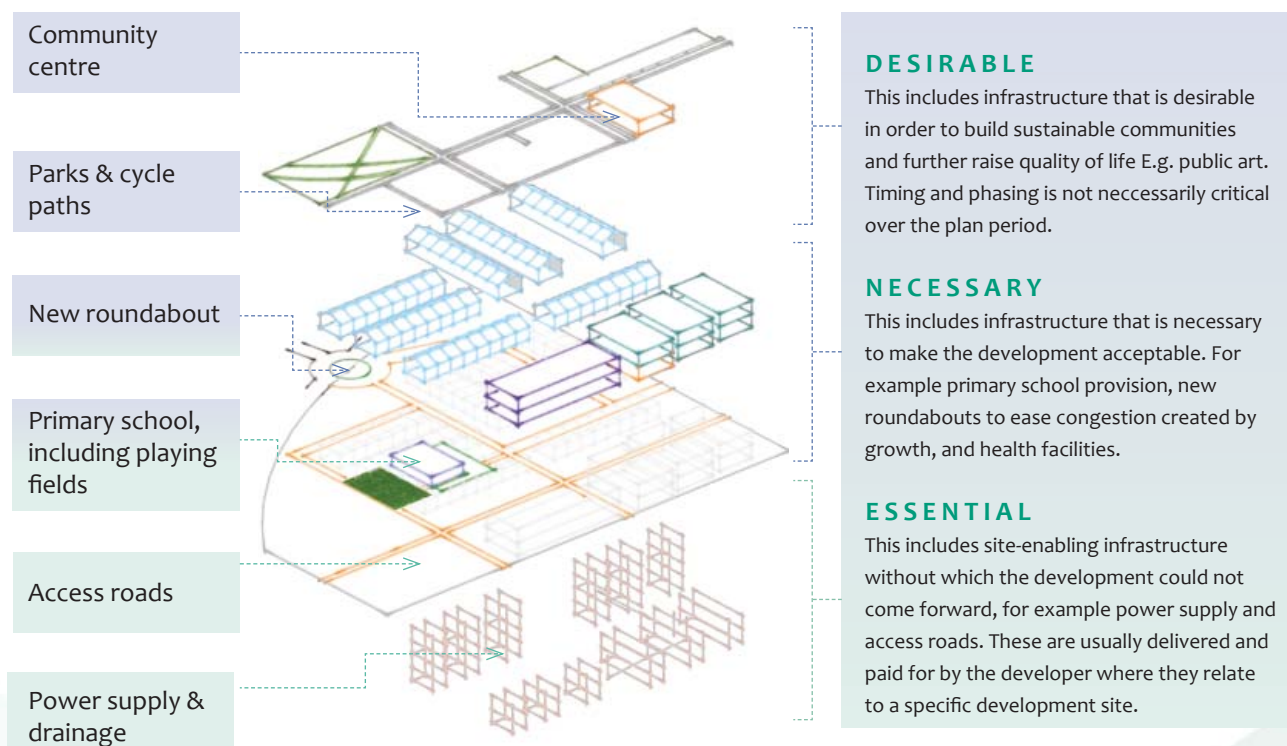 Community
centre
Parks & cycle
paths
New roundabout
Primary school,
including playing
fields
Access roads
Power supply &
drainage
DESIRABLE
This includes infrastructure that is desirable
in order to build sustainable communities
and further raise quality of life E.g. public art.
Timing and phasing is not neccessarily critical
over the plan period.
NECESSARY
This includes infrastructure that is necessary
to make the development acceptable. For
example primary school provision, new
roundabouts to ease congestion created by
growth, and health facilities.
ESSENTIAL
This includes site-enabling infrastructure
without which the development could not
come forward, for example power supply and
access roads. These are usually delivered and
paid for by the developer where they relate
to a specific development site.